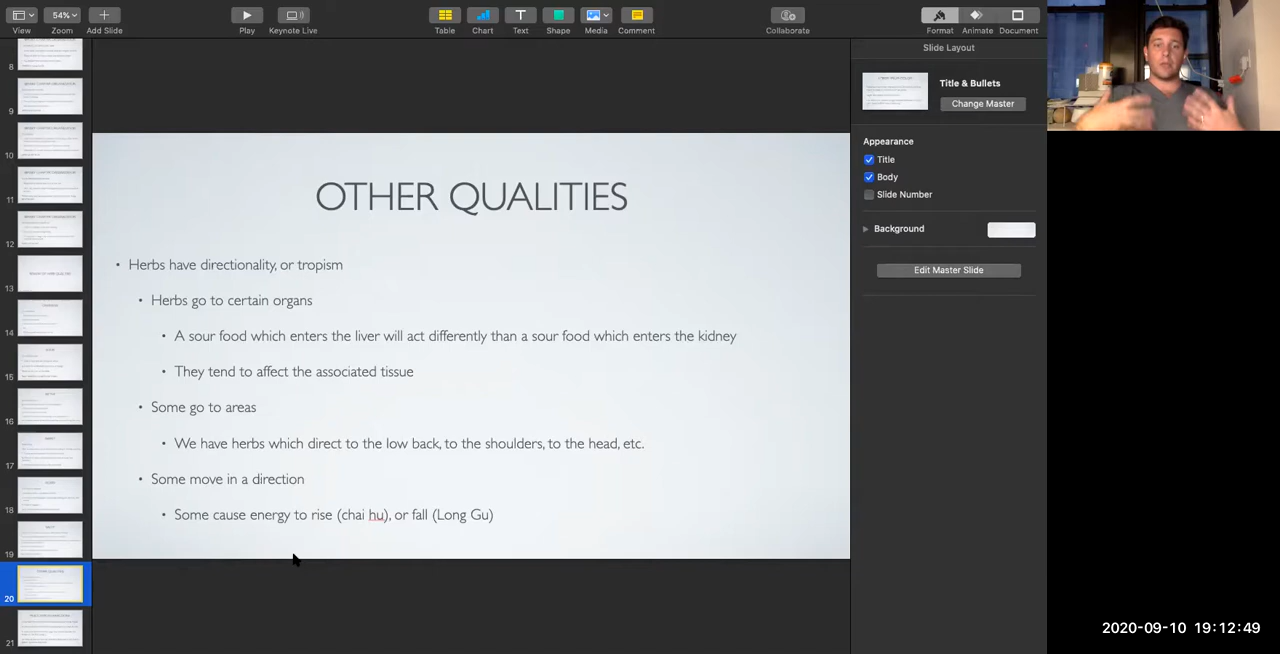 54%
View
Zoom
Add Slide
Play
Keynote Live
Table
Chart
Text
Shape
Media
Comment
Collaborate
Format
Animate
Document
Slide Layout
Title & Bullets
Change Master
Appearance
Title
Body
Slide Number
Background
Edit Master Slide
8
9
10
11
12
13
14
15
16
17
18
19
20
21
OTHER QUALITIES
• Herbs have directionality, or tropism
• Herbs go to certain organs
• A sour food which enters the liver will act differently than a sour food which enters the kidney
• They tend to affect the associated tissue
• Some go to areas
• We have herbs which direct to the low back, to the shoulders, to the head, etc.
• Some move in a direction
• Some cause energy to rise (chai hu), or fall (Long Gu)
2020-09-10 19:12:49